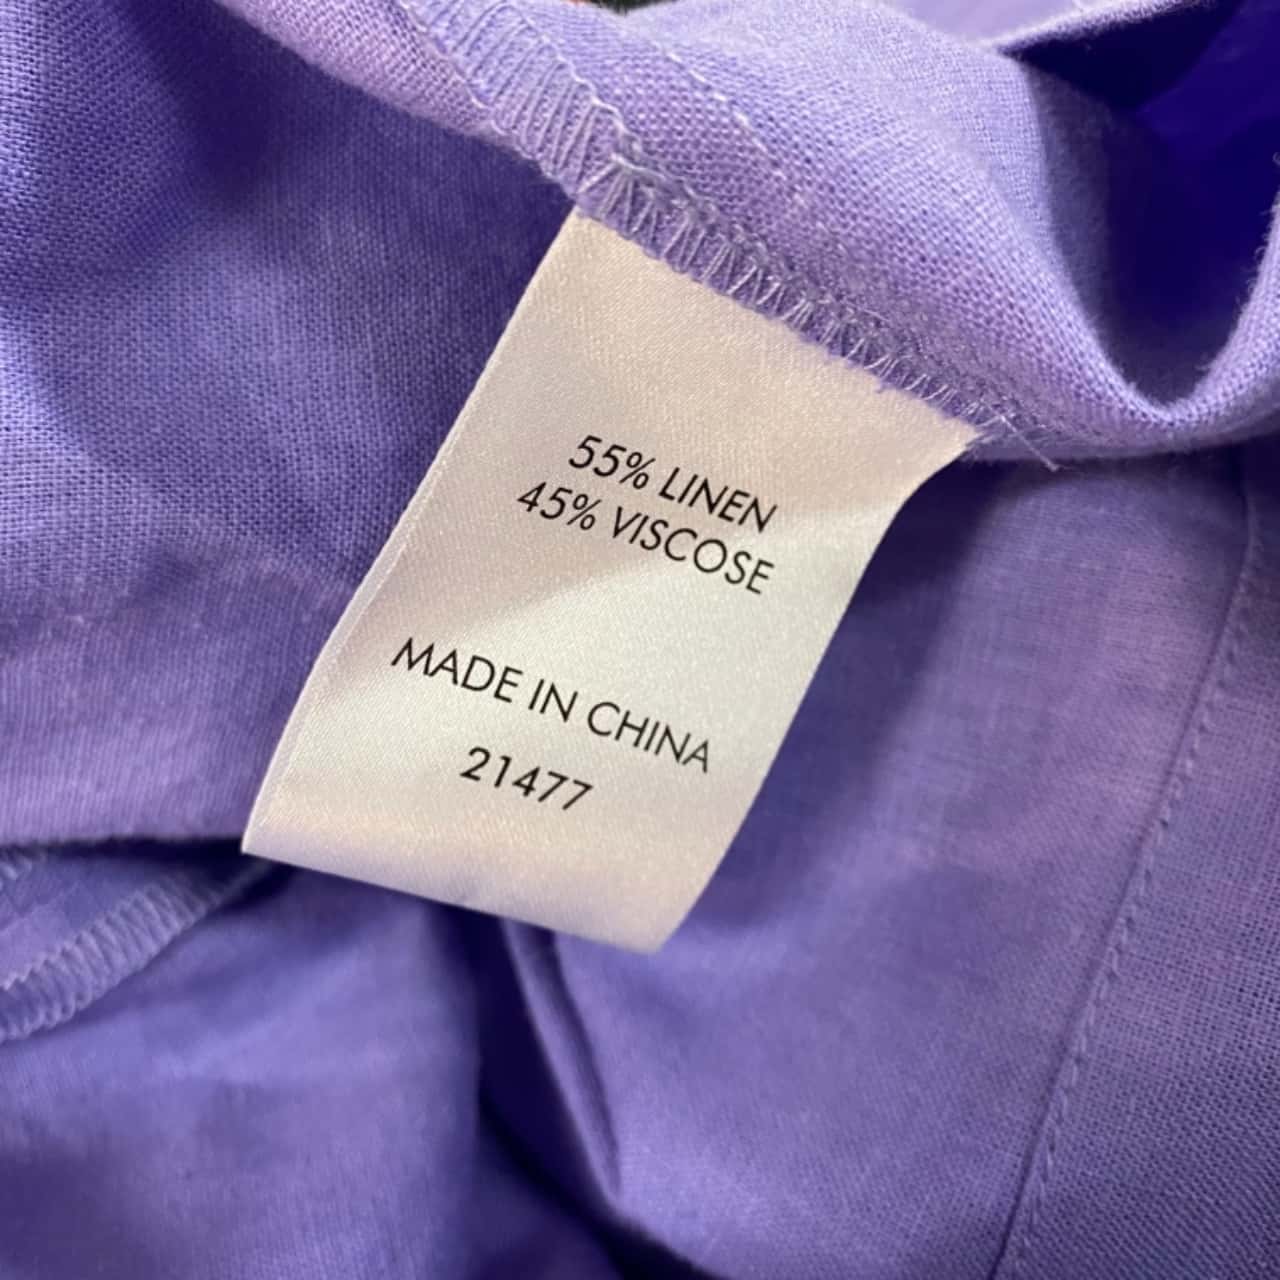 55% LINEN
45% VISCOSE
MADE IN CHINA
21477